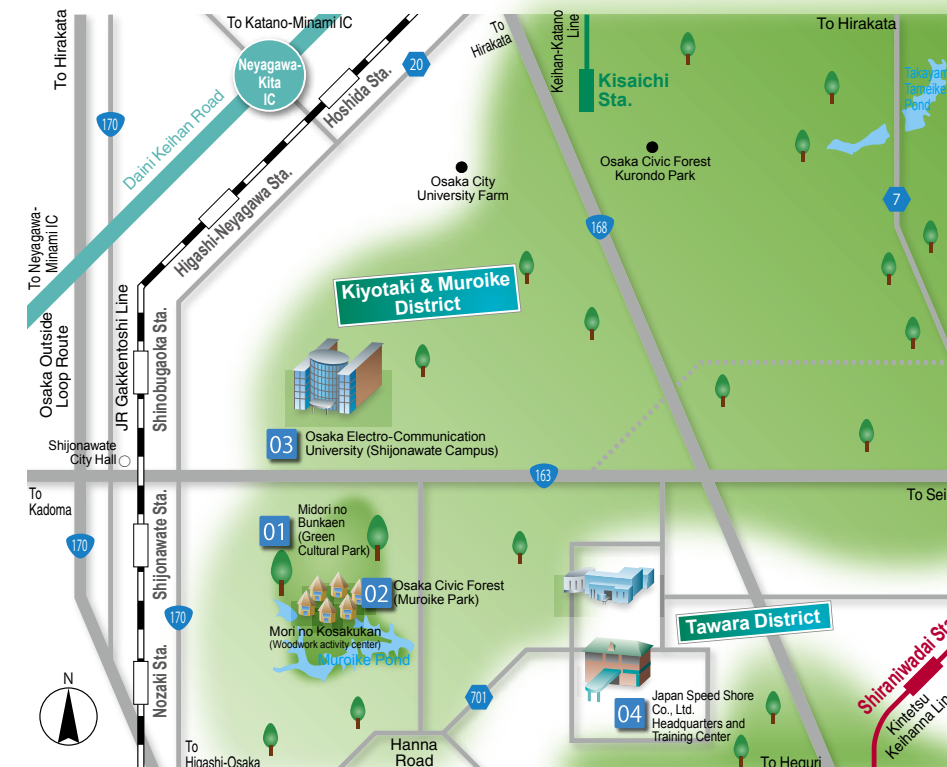 To Hirakata
To Katano-Minami IC
Neyagawa-
Kita
IC
170
Daini Keihan Road
Hoshida Sta.
20
To
Hirakata
Keihan-Katano
Line
Kisaichi
Sta.
To Hirakata
Tameike
Pond
Osaka City
University Farm
Osaka Civic Forest
Kurondo Park
7
168
Higashi-Neyagawa Sta.
To Neyagawa-
Minami IC
Kiyotaki & Muroike
District
Osaka Outside
Loop Route
JR Gakkentoshi Line
Shinobugaoka Sta.
03
Osaka Electro-Communication
University (Shijonawate Campus)
Shijonawate
City Hall
163
To
Kadoma
To Sei
170
Shijonawate Sta.
01
Midori no
Bunkaen
(Green
Cultural Park)
02
Osaka Civic Forest
(Muroike Park)
Mori no Kosakukan
(Woodwork activity center)
Muroike Pond
170
Tawara District
Nozaki Sta.
N
701
04
Japan Speed Shore
Co., Ltd.
Headquarters and
Training Center
Shiraniwadai Sta
Kintetsu
Keihanna Lin
To
Higashi-Osaka
Hanna
Road
To Heguri